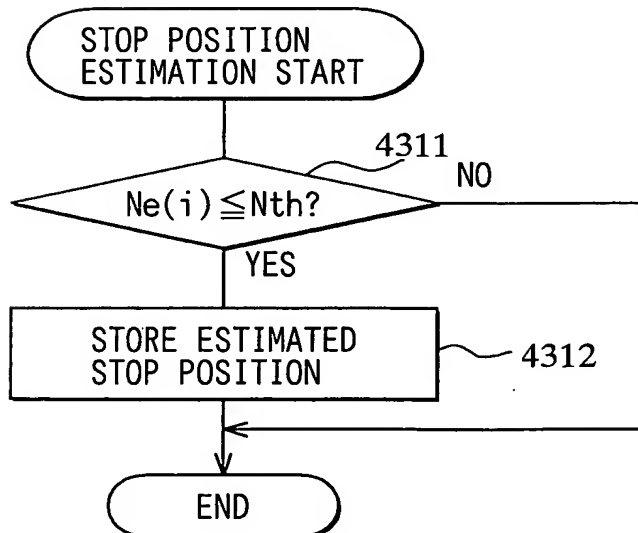 STOP POSITION
ESTIMATION START
4311
NO
Ne(i)≦Nth?
YES
STORE ESTIMATED
STOP POSITION
4312
END